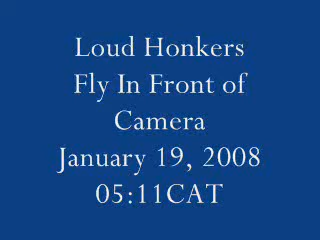 Loud Honkers
Fly In Front of
Camera
January 19, 2008
05:11CAT